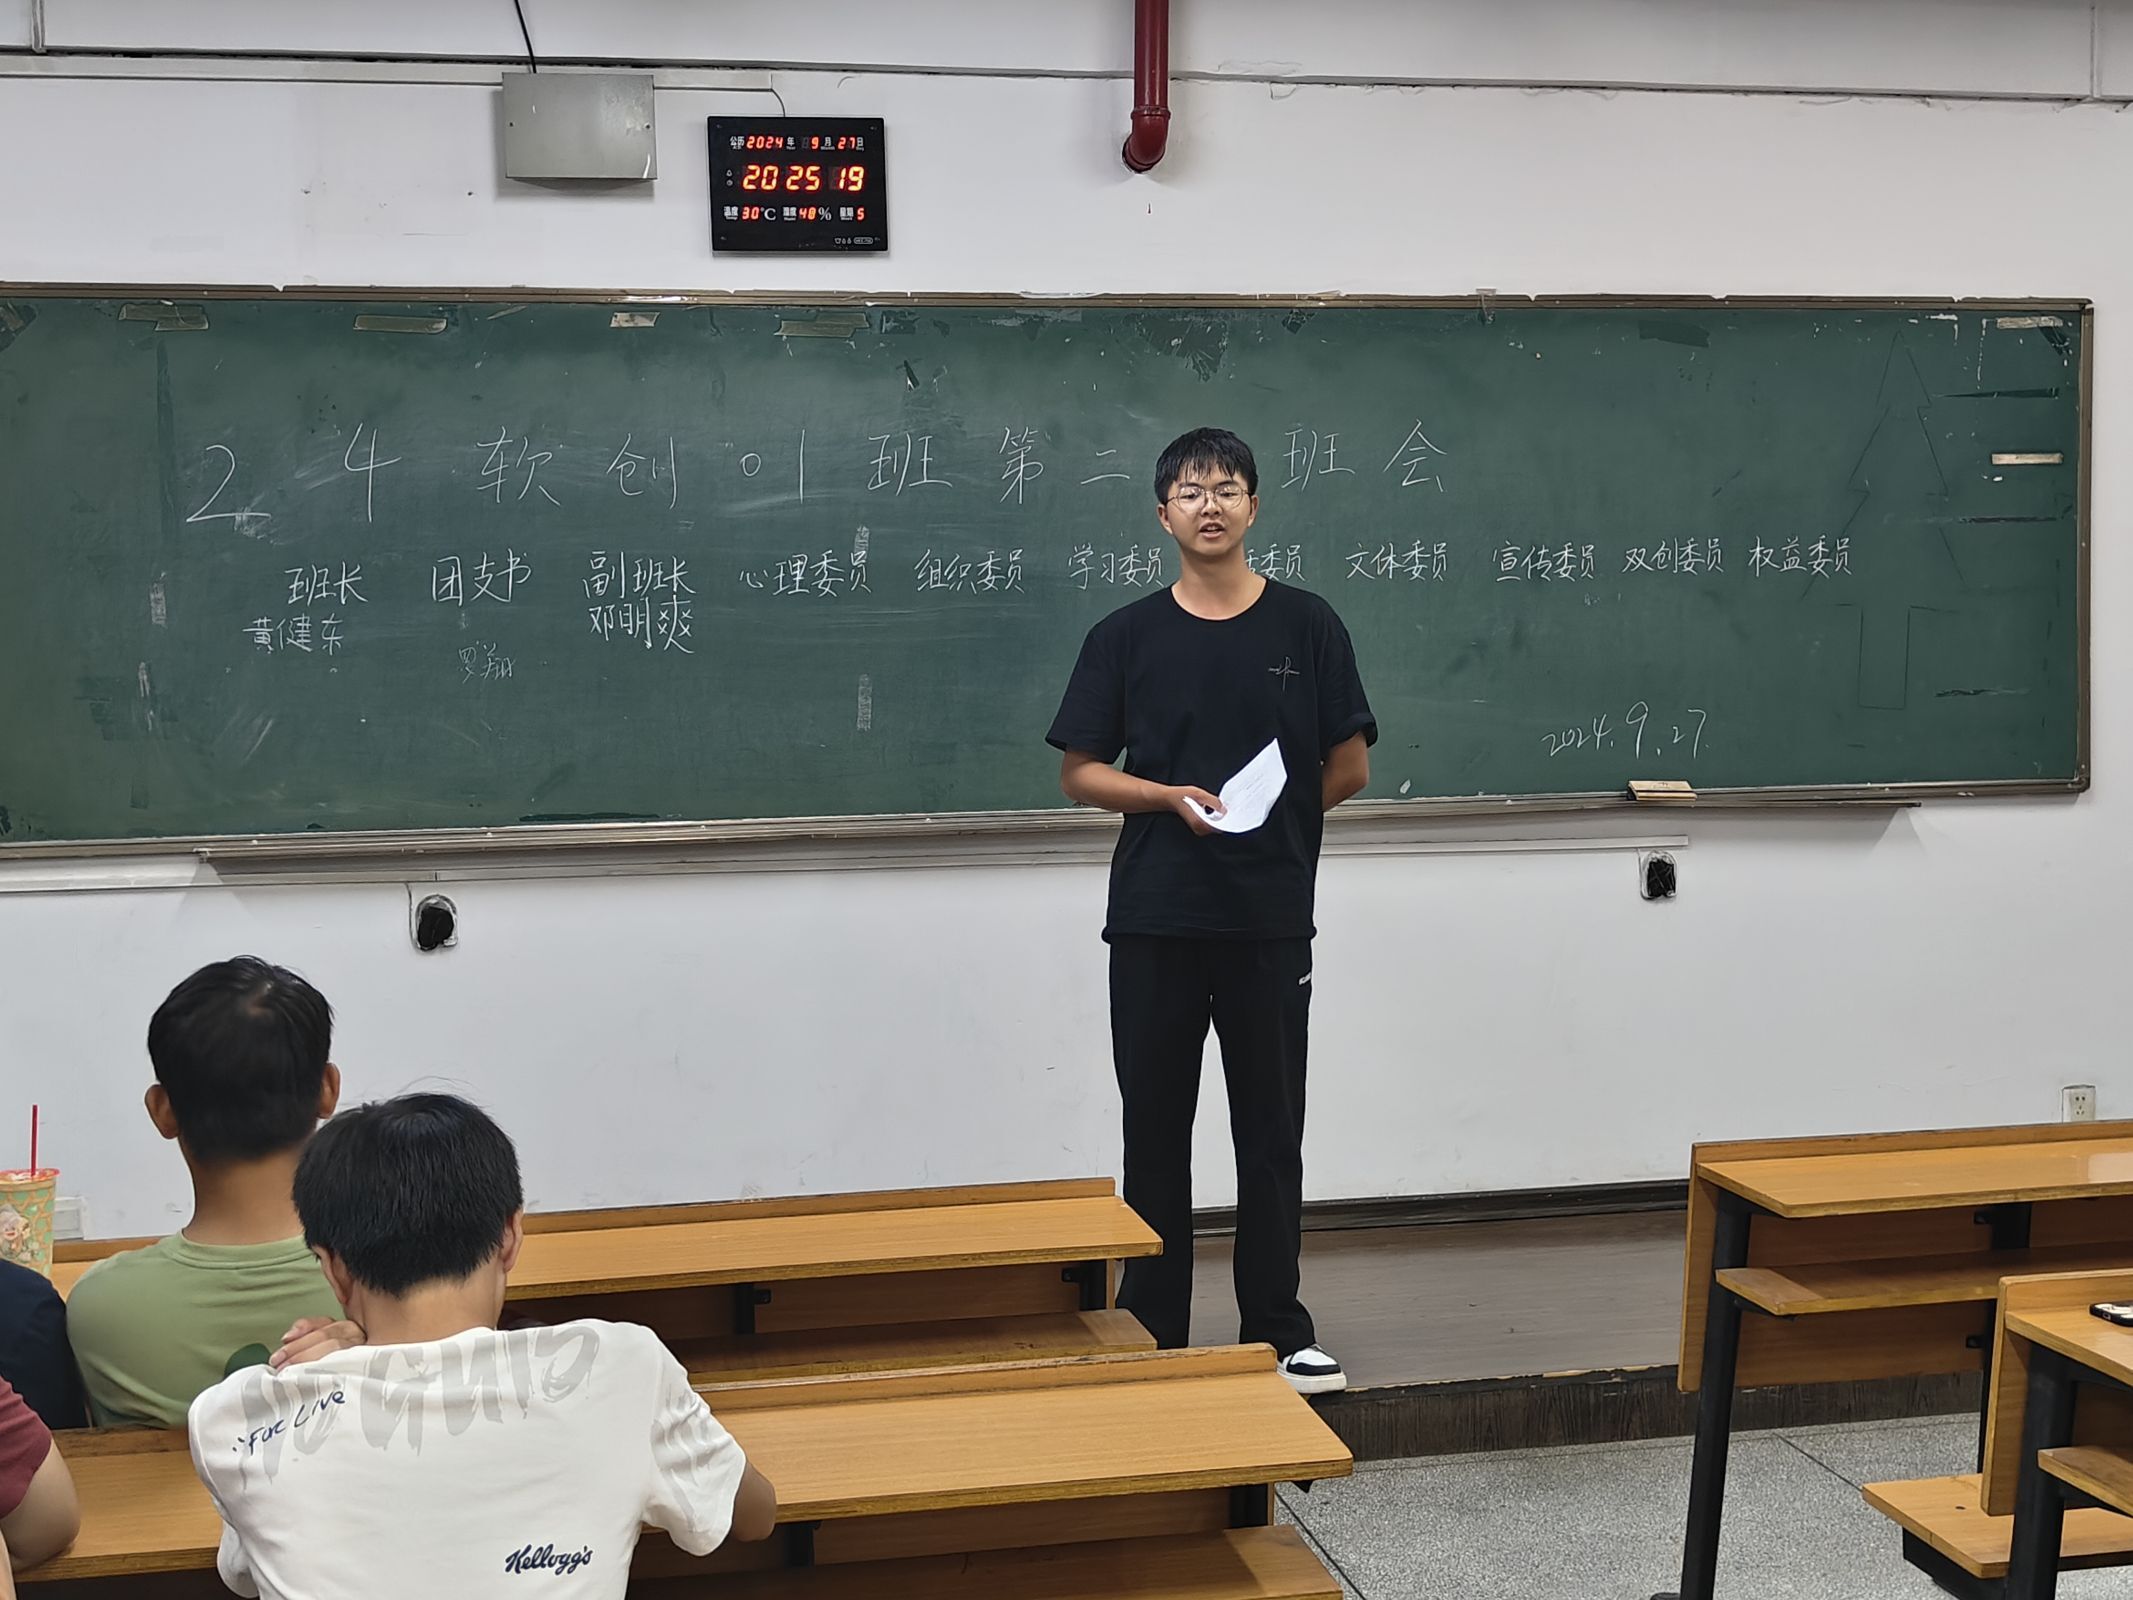 公历 2024 年 9 月 27 日
20 25 19
温度 30℃ 湿度 48% 星期 5
24软创01班第二 班会
班长 团支书 副班长 心理委员 组织委员 学习委员 委员 文体委员 宣传委员 双创委员 权益委员
黄健东 罗翔 邓明爽
2024.9.27.
FOR LIVE
Kellogg's